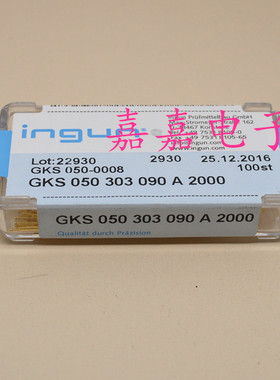 嘉嘉电子
ingun
Lot:22930 2930 25.12.2016
GKS 050-0008 100st
GKS 050 303 090 A 2000
GKS 050 303 090 A 2000
Qualität durch Präzision